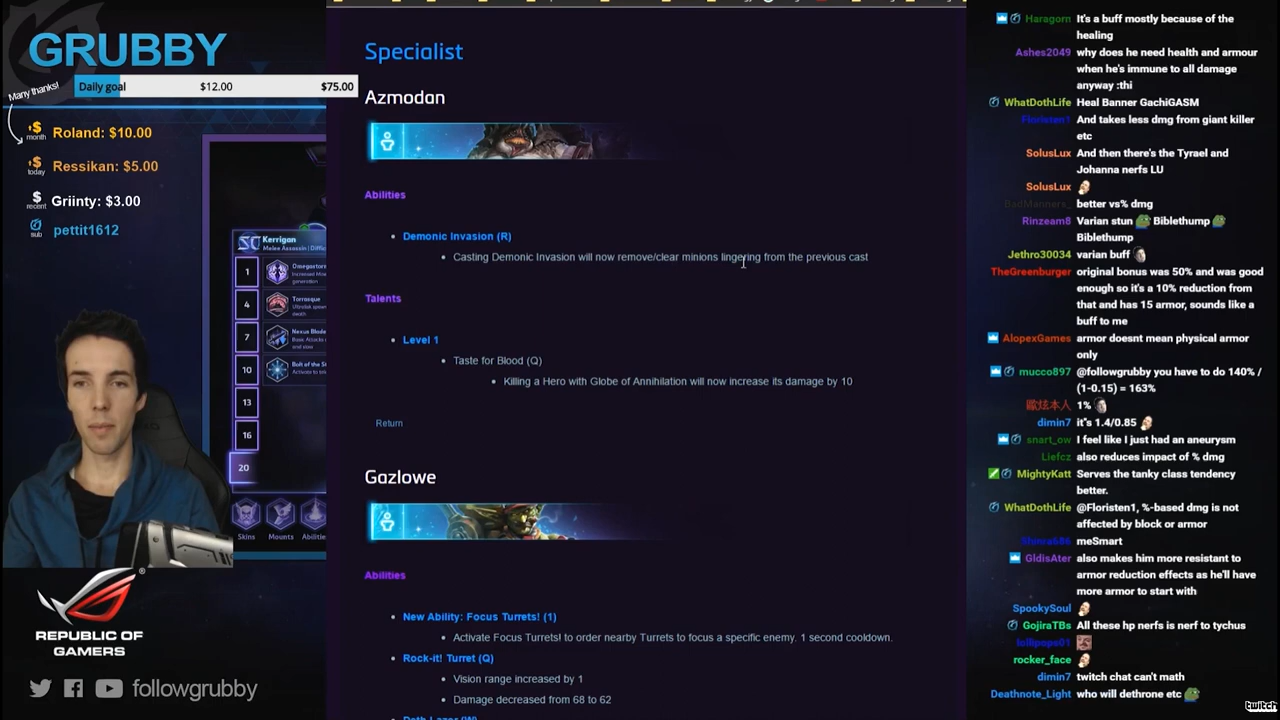 GRUBBY
Many thanks!
Daily goal $12.00 $75.00
$ month Roland: $10.00
$ today Ressikan: $5.00
$ recent Griinty: $3.00
sub pettit1612
Kerrigan
1
4
7
10
13
16
20
Skins Mounts
REPUBLIC OF
GAMERS
followgrubby
Specialist
Azmodan
Abilities
Demonic Invasion (R)
Casting Demonic Invasion will now remove/clear minions lingering from the previous cast
Talents
Level 1
Taste for Blood (Q)
Killing a Hero with Globe of Annihilation will now increase its damage by 10
Return
Gazlowe
Abilities
New Ability: Focus Turrets! (1)
Activate Focus Turrets! to order nearby Turrets to focus a specific enemy. 1 second cooldown.
Rock-it! Turret (Q)
Vision range increased by 1
Damage decreased from 68 to 62
Haragorn It's a buff mostly because of the
healing
Ashes2049 why does he need health and armour
when he's immune to all damage
anyway :thi
WhatDothLife Heal Banner GachiGASM
Floristen1 And takes less dmg from giant killer
etc
SolusLux And then there's the Tyrael and
Johanna nerfs LU
SolusLux
BadManners_ better vs% dmg
Rinzeam8 Varian stun Biblethump
Biblethump
Jethro30034 varian buff
TheGreenburger original bonus was 50% and was good
enough so it's a 10% reduction from
that and has 15 armor, sounds like a
buff to me
AlopexGames armor doesnt mean physical armor
only
mucco897 @followgrubby you have to do 140% /
(1-0.15) = 163%
1%
dimin7 it"s 1.4/0.85
snart_ow I feel like I just had an aneurysm
Liefcz also reduces impact of % dmg
MightyKatt Serves the tanky class tendency
better.
WhatDothLife @Floristen1, %-based dmg is not
affected by block or armor
meSmart
GldisAter also makes him more resistant to
armor reduction effects as he'll have
more armor to start with
SpookySoul
GojiraTBs All these hp nerfs is nerf to tychus
lollipops01
rocker_face
dimin7 twitch chat can't math
Deathnote_Light who will dethrone etc
twitch